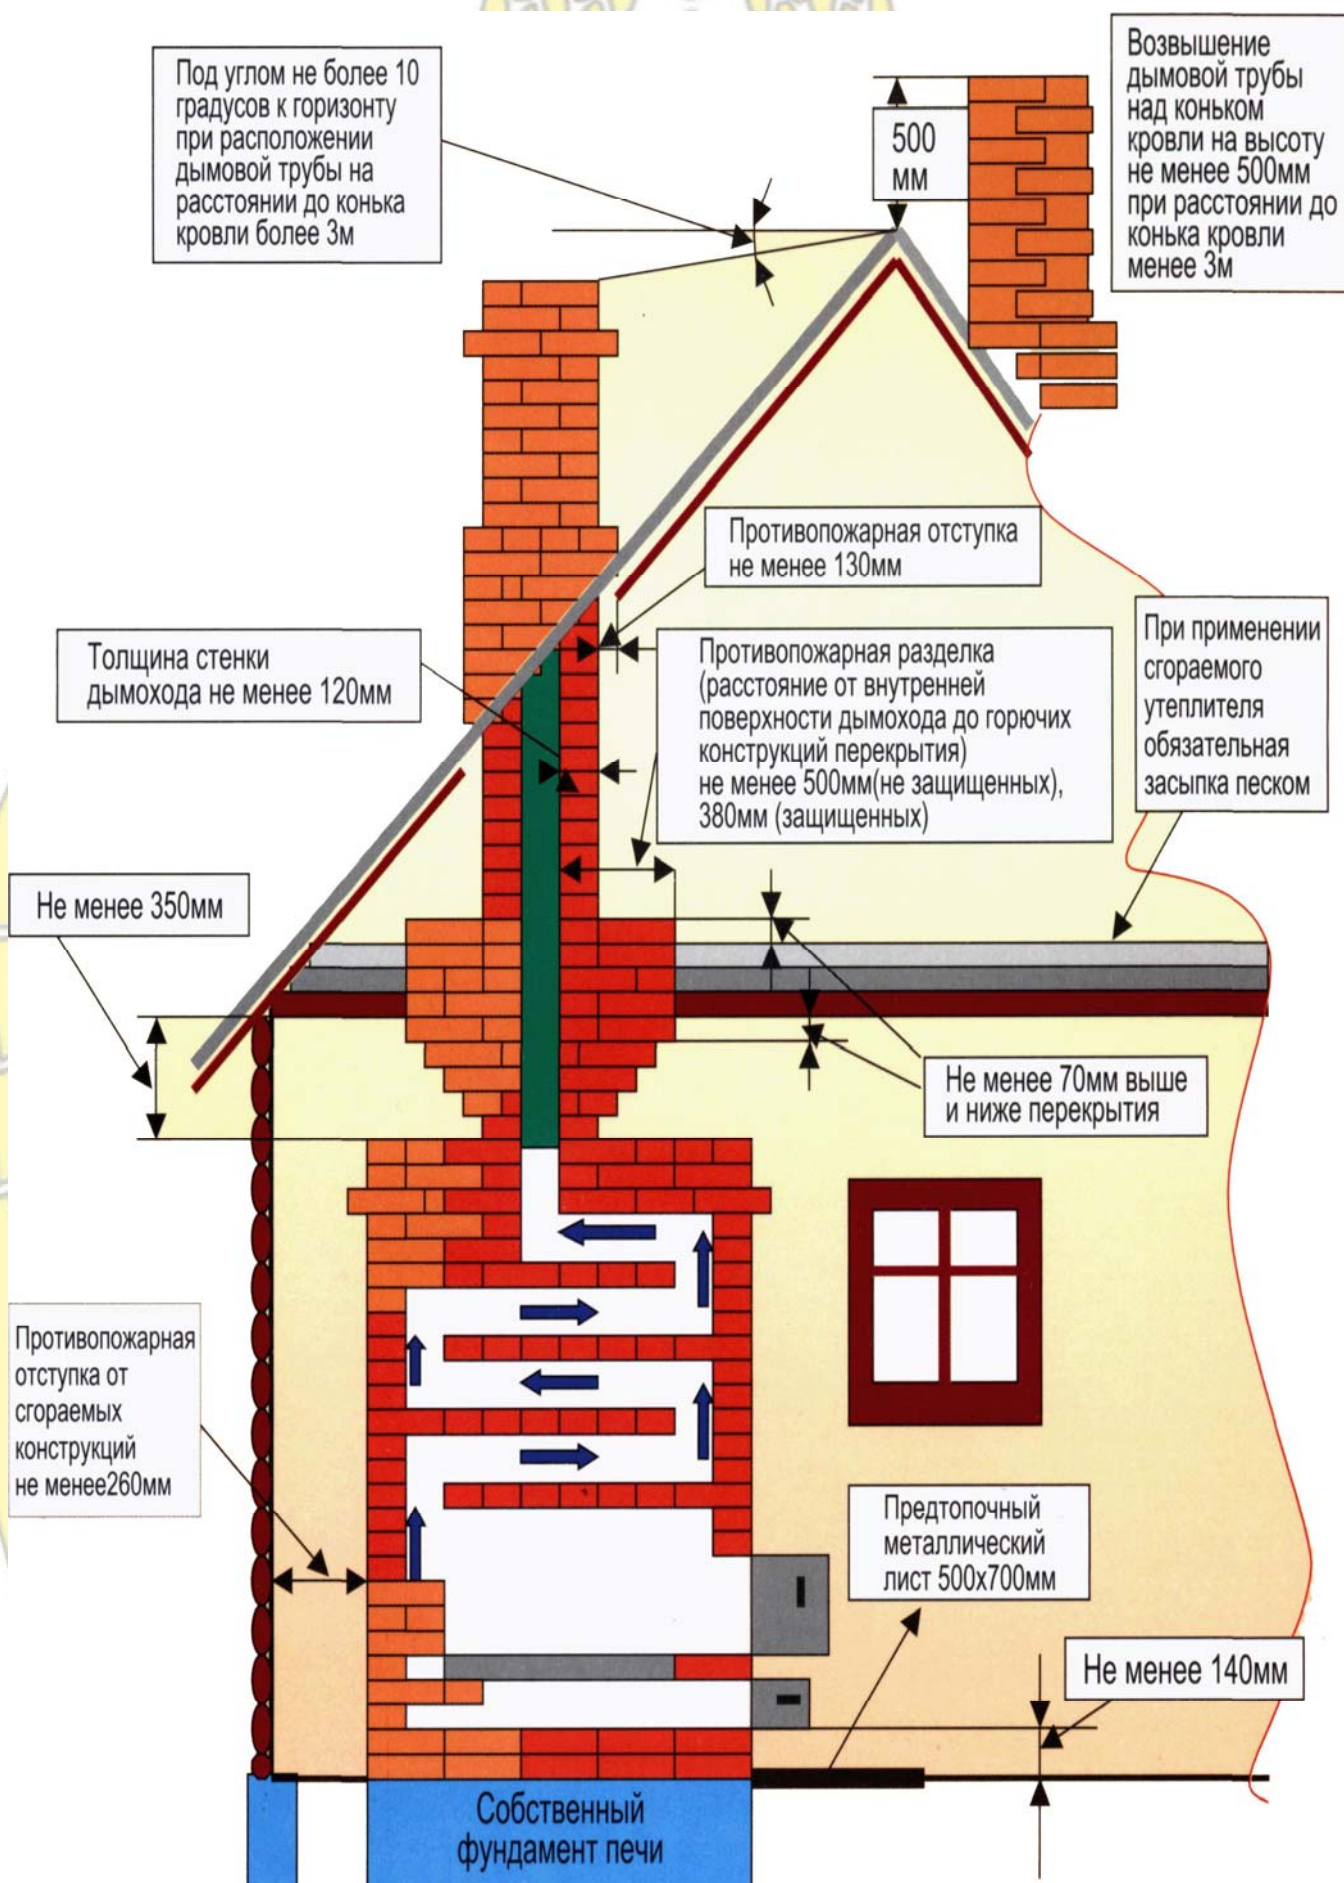 Под углом не более 10
градусов к горизонту
при расположении
дымовой трубы на
расстоянии до конька
кровли более 3м
500
мм
Возвышение
дымовой трубы
над коньком
кровли на высоту
не менее 500мм
при расстоянии до
конька кровли
менее 3м
Противопожарная отступка
не менее 130мм
Толщина стенки
дымохода не менее 120мм
Противопожарная разделка
(расстояние от внутренней
поверхности дымохода до горючих
конструкций перекрытия)
не менее 500мм(не защищенных),
380мм (защищенных)
При применении
сгораемого
утеплителя
обязательная
засыпка песком
Не менее 350мм
Не менее 70мм выше
и ниже перекрытия
Противопожарная
отступка от
сгораемых
конструкций
не менее260мм
Предтопочный
металлический
лист 500х700мм
Не менее 140мм
Собственный
фундамент печи